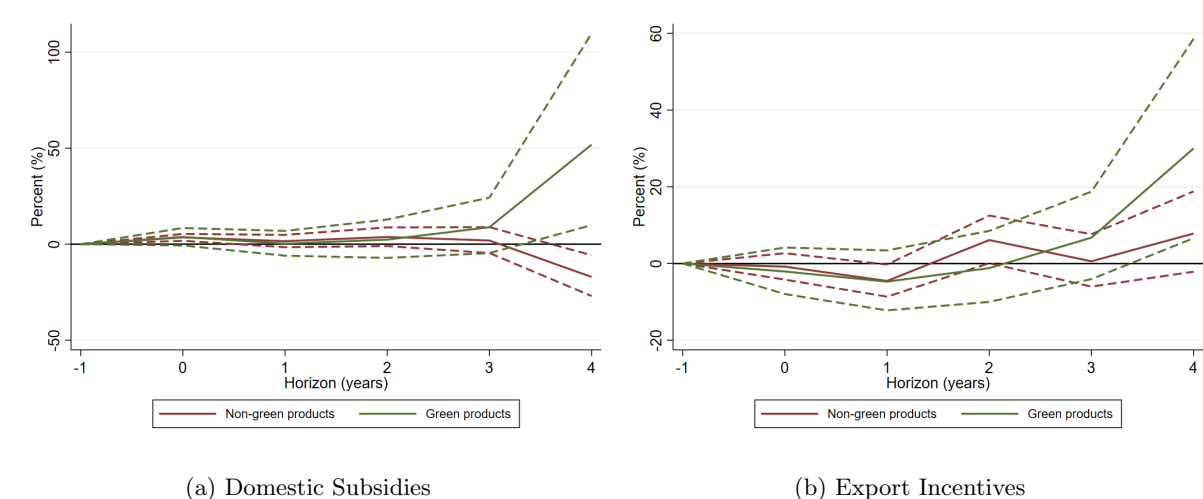 Percent (%)
100
50
0
-50
-1 0 1 2 3 4
Horizon (years)
Non-green products Green products
(a) Domestic Subsidies
Percent (%)
60
40
20
0
-20
-1 0 1 2 3 4
Horizon (years)
Non-green products Green products
(b) Export Incentives